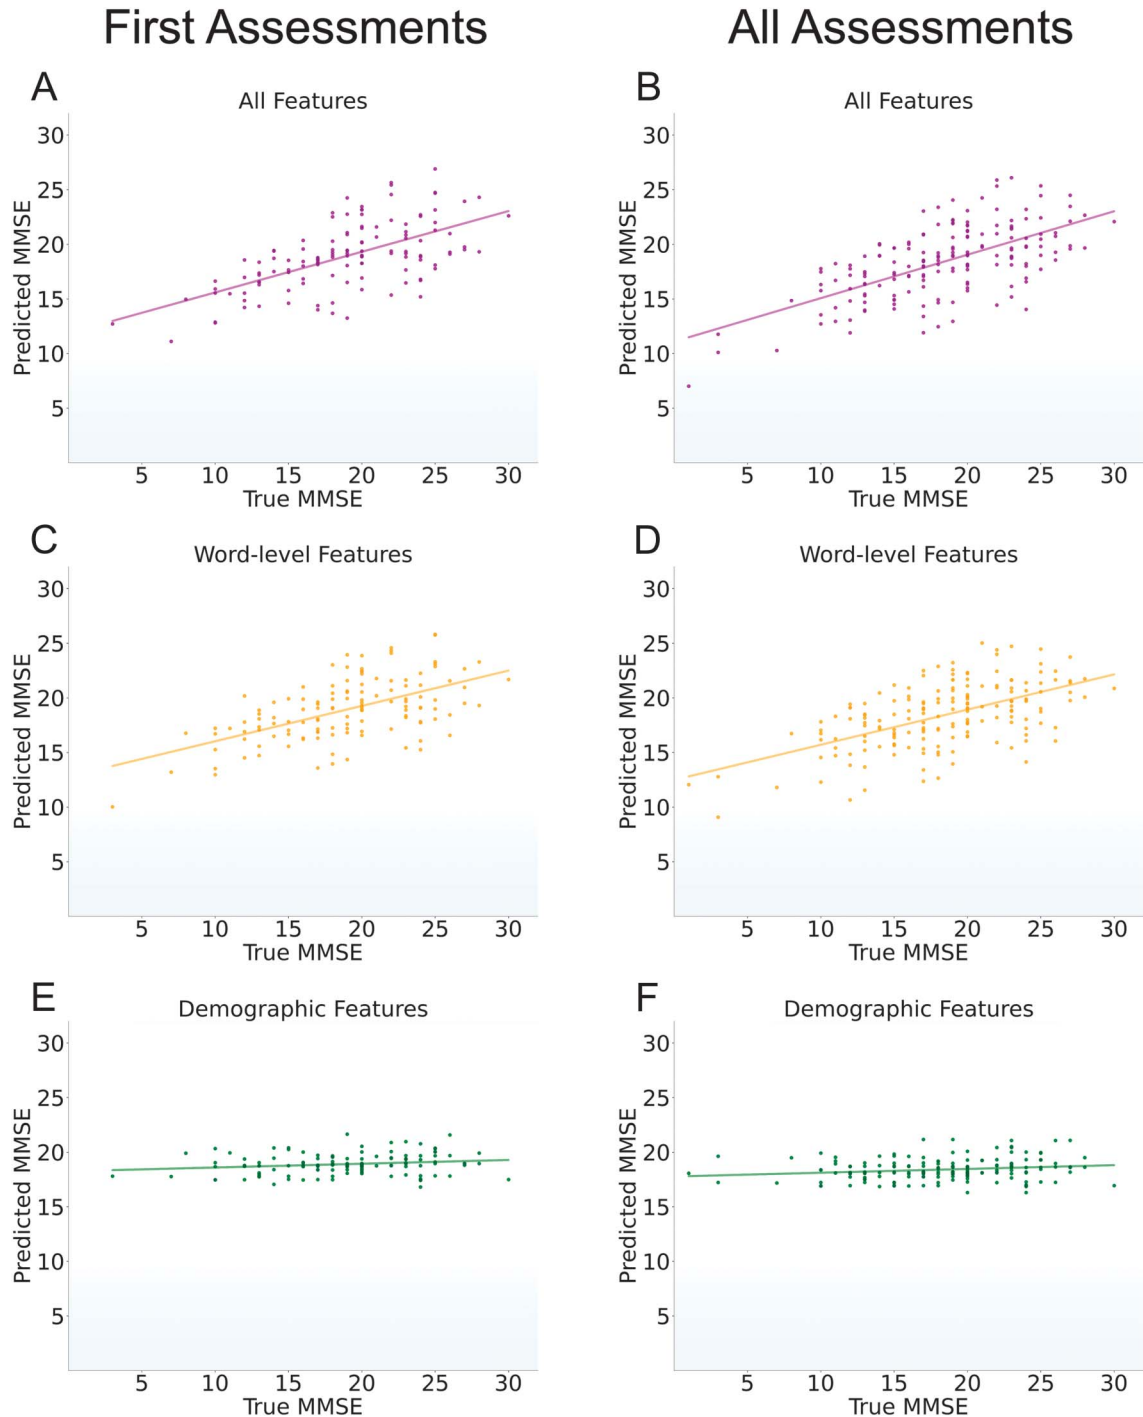 First Assessments
All Assessments
A
All Features
30
25
20
15
10
5
Predicted MMSE
5 10 15 20 25 30
True MMSE
B
All Features
30
25
20
15
10
5
Predicted MMSE
5 10 15 20 25 30
True MMSE
C
Word-level Features
30
25
20
15
10
5
Predicted MMSE
5 10 15 20 25 30
True MMSE
D
Word-level Features
30
25
20
15
10
5
Predicted MMSE
5 10 15 20 25 30
True MMSE
E
Demographic Features
30
25
20
15
10
5
Predicted MMSE
5 10 15 20 25 30
True MMSE
F
Demographic Features
30
25
20
15
10
5
Predicted MMSE
5 10 15 20 25 30
True MMSE